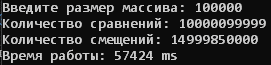 Введите размер массива: 100000
Количество сравнений: 10000099999
Количество смещений: 14999850000
Время работы: 57424 ms